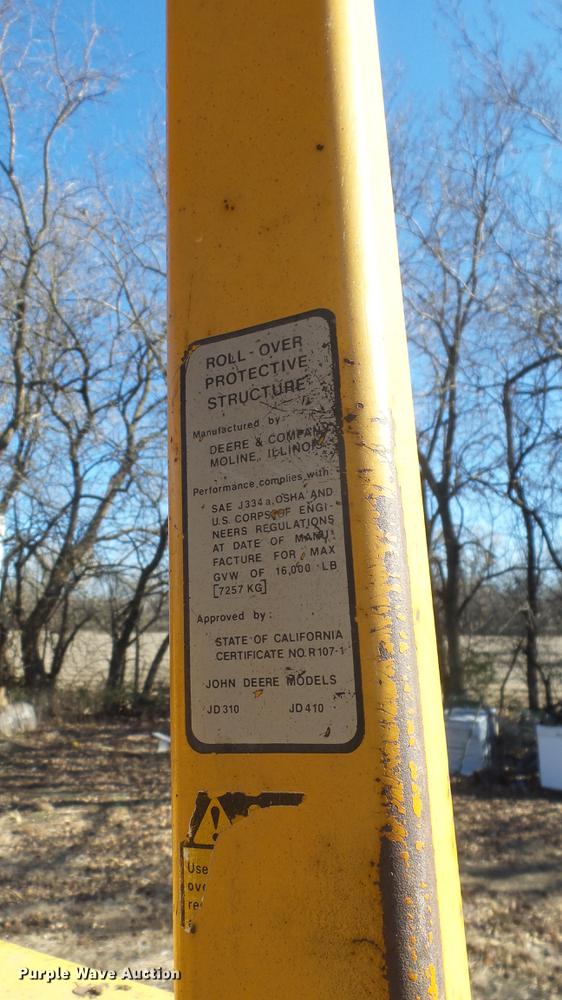 ROLL-OVER
PROTECTIVE
STRUCTURE
Manufactured by:
DEERE & COMPANY
MOLINE, ILLINOIS
Performance complies with:
SAE J334a, OSHA AND
U.S. CORPS OF ENGI-
NEERS REGULATIONS
AT DATE OF MANU-
FACTURE FOR MAX
GVW OF 16,000 LB
[7257 KG]
Approved by:
STATE OF CALIFORNIA
CERTIFICATE NO. R107-1
JOHN DEERE MODELS
JD310 JD410
Use
Purple Wave Auction